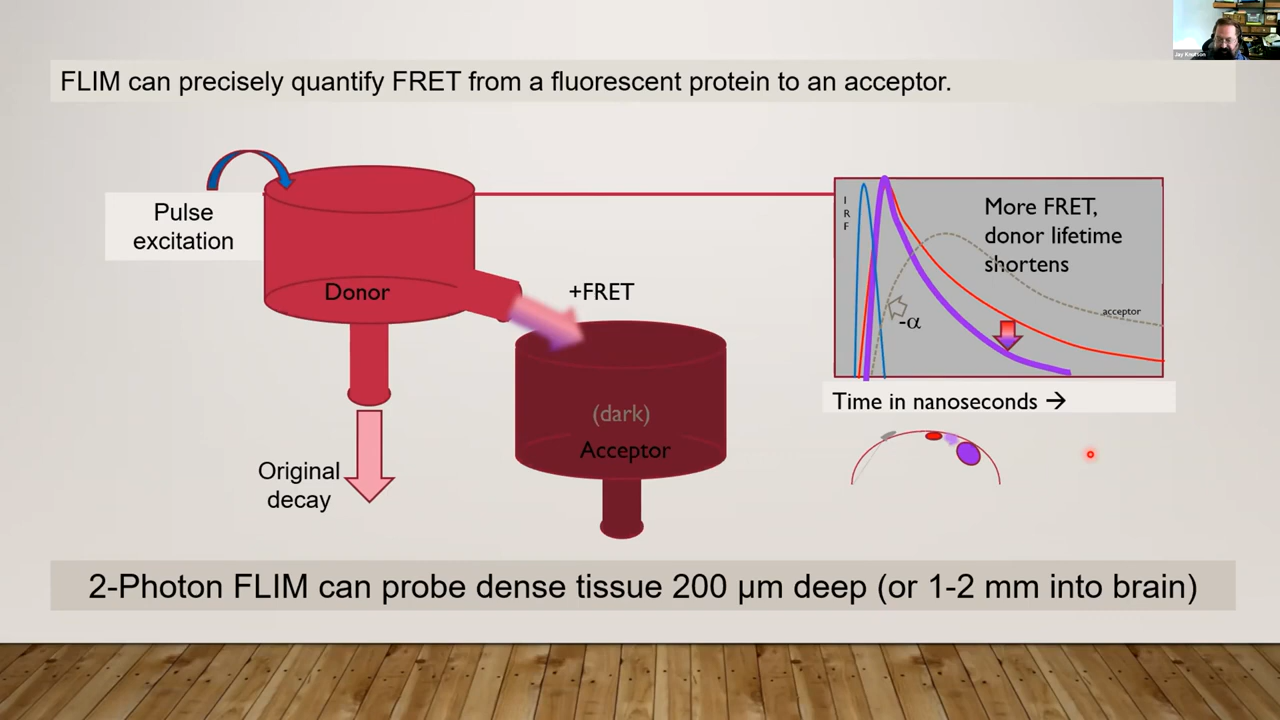 Jay Knutson
FLIM can precisely quantify FRET from a fluorescent protein to an acceptor.
Pulse
excitation
Donor
+FRET
(dark)
Acceptor
Original
decay
I
R
F
More FRET,
donor lifetime
shortens
acceptor
-α
Time in nanoseconds →
2-Photon FLIM can probe dense tissue 200 µm deep (or 1-2 mm into brain)